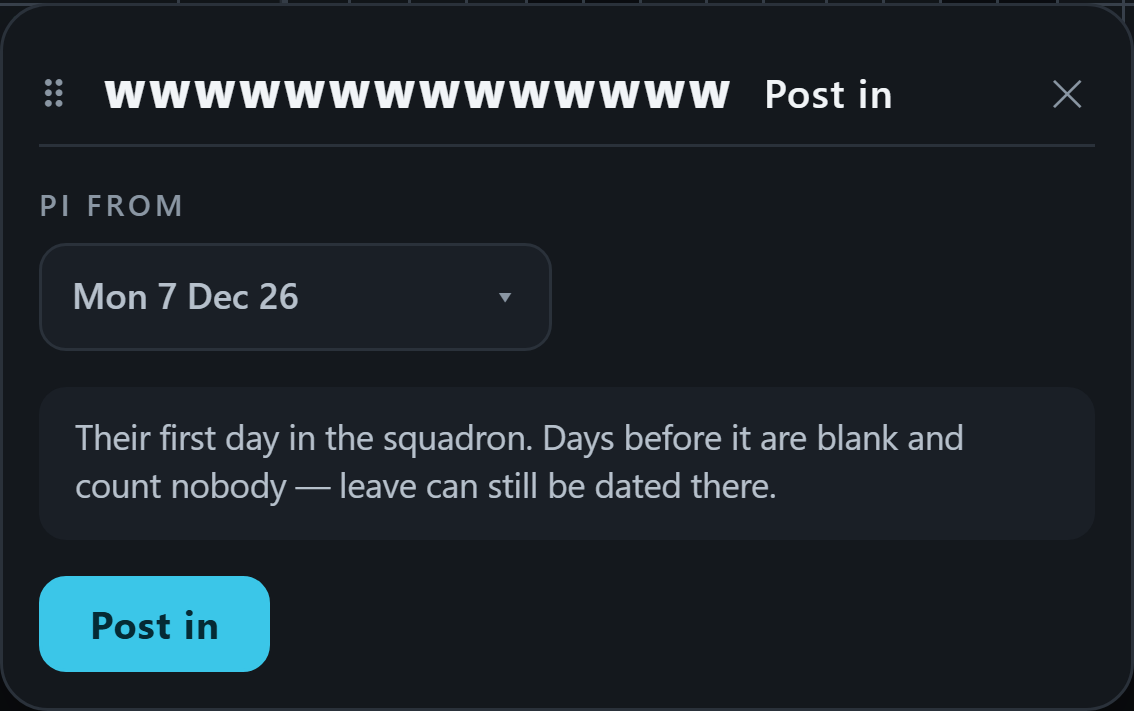 wwwwwwwwwwwwww Post in
PI FROM
Mon 7 Dec 26
Their first day in the squadron. Days before it are blank and
count nobody — leave can still be dated there.
Post in